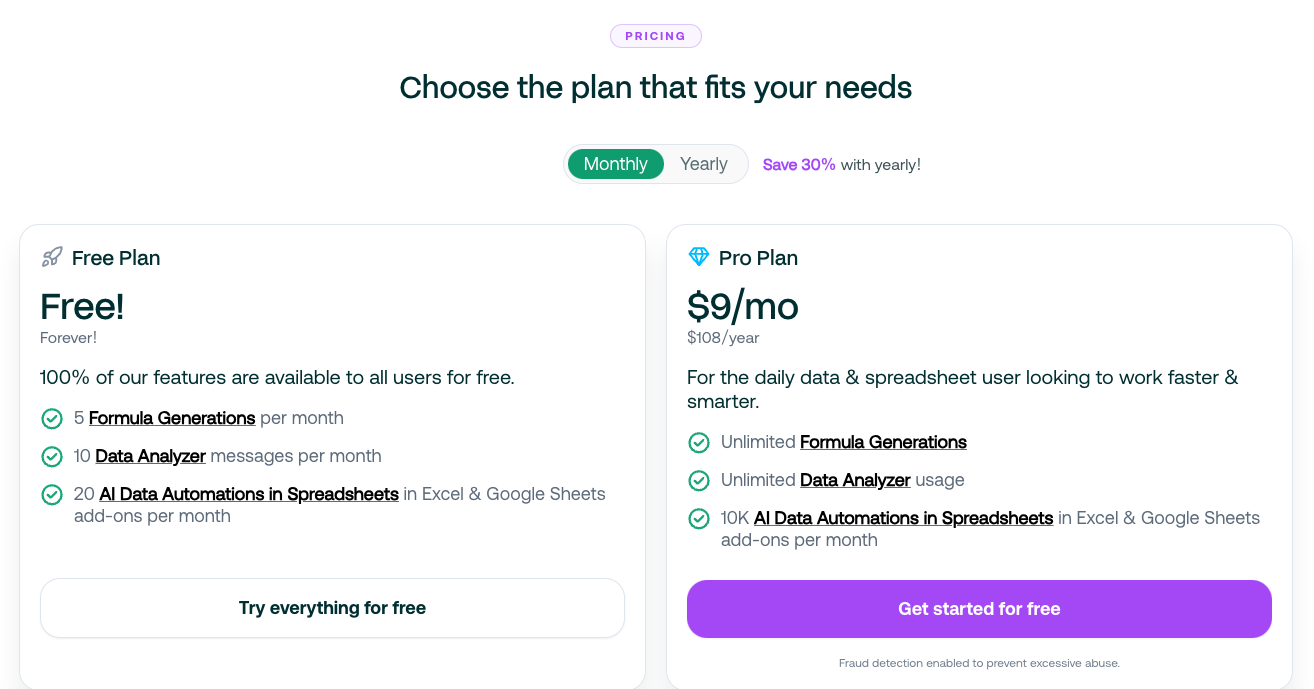 PRICING
Choose the plan that fits your needs
Monthly Yearly Save 30% with yearly!
Free Plan
Free!
Forever!
100% of our features are available to all users for free.
5 Formula Generations per month
10 Data Analyzer messages per month
20 AI Data Automations in Spreadsheets in Excel & Google Sheets
add-ons per month
Try everything for free
Pro Plan
$9/mo
$108/year
For the daily data & spreadsheet user looking to work faster &
smarter.
Unlimited Formula Generations
Unlimited Data Analyzer usage
10K AI Data Automations in Spreadsheets in Excel & Google Sheets
add-ons per month
Get started for free
Fraud detection enabled to prevent excessive abuse.